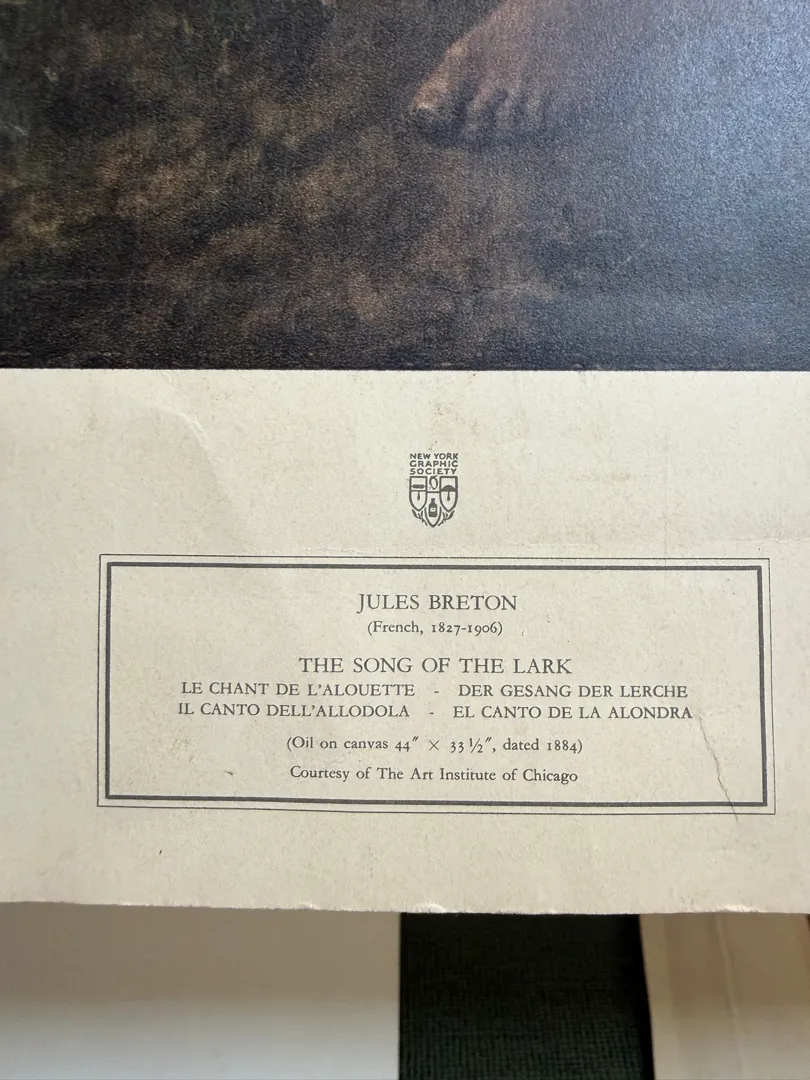 NEW YORK
GRAPHIC
SOCIETY
JULES BRETON
(French, 1827-1906)
THE SONG OF THE LARK
LE CHANT DE L'ALOUETTE - DER GESANG DER LERCHE
IL CANTO DELL'ALLODOLA - EL CANTO DE LA ALONDRA
(Oil on canvas 44″ × 33 ½″, dated 1884)
Courtesy of The Art Institute of Chicago